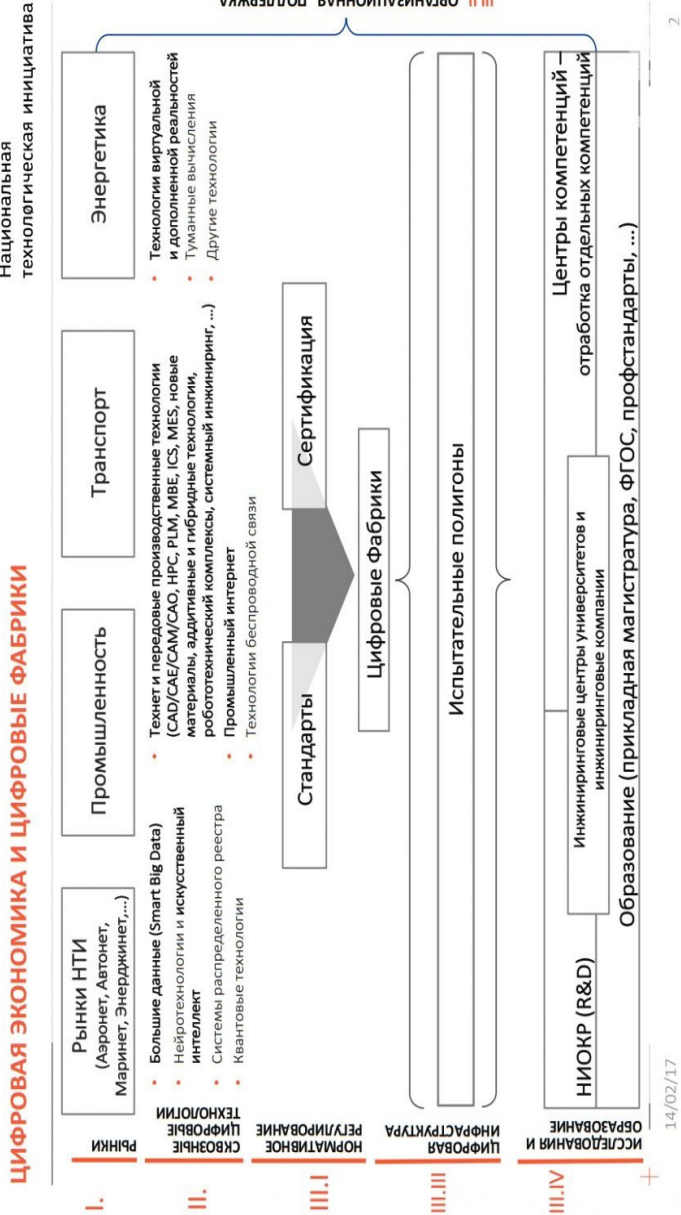 Национальная
технологическая инициатива
ЦИФРОВАЯ ЭКОНОМИКА И ЦИФРОВЫЕ ФАБРИКИ
I.
РЫНКИ
Рынки НТИ
(Аэронет, Автонет,
Маринет, Энерджинет,...)
Промышленность
Транспорт
Энергетика
II.
СКВОЗНЫЕ
ЦИФРОВЫЕ
ТЕХНОЛОГИИ
• Большие данные (Smart Big Data)
• Нейротехнологии и искусственный
интеллект
• Системы распределенного реестра
• Квантовые технологии
• Технет и передовые производственные технологии
(CAD/CAE/CAM/CAO, HPC, PLM, MBE, ICS, MES, новые
материалы, аддитивные и гибридные технологии,
робототехнический комплексы, системный инжиниринг, ...)
• Промышленный интернет
• Технологии беспроводной связи
• Технологии виртуальной
и дополненной реальностей
• Туманные вычисления
• Другие технологии
III.I
НОРМАТИВНОЕ
РЕГУЛИРОВАНИЕ
Стандарты
Сертификация
Цифровые Фабрики
III.II ОРГАНИЗАЦИОННАЯ ПОДДЕРЖКА
III.III
ЦИФРОВАЯ
ИНФРАСТРУКТУРА
Испытательные полигоны
III.IV
ИССЛЕДОВАНИЯ И
ОБРАЗОВАНИЕ
НИОКР (R&D)
Инжиниринговые центры университетов и
инжиниринговые компании
Центры компетенций –
отработка отдельных компетенций
Образование (прикладная магистратура, ФГОС, профстандарты, ...)
14/02/17
2